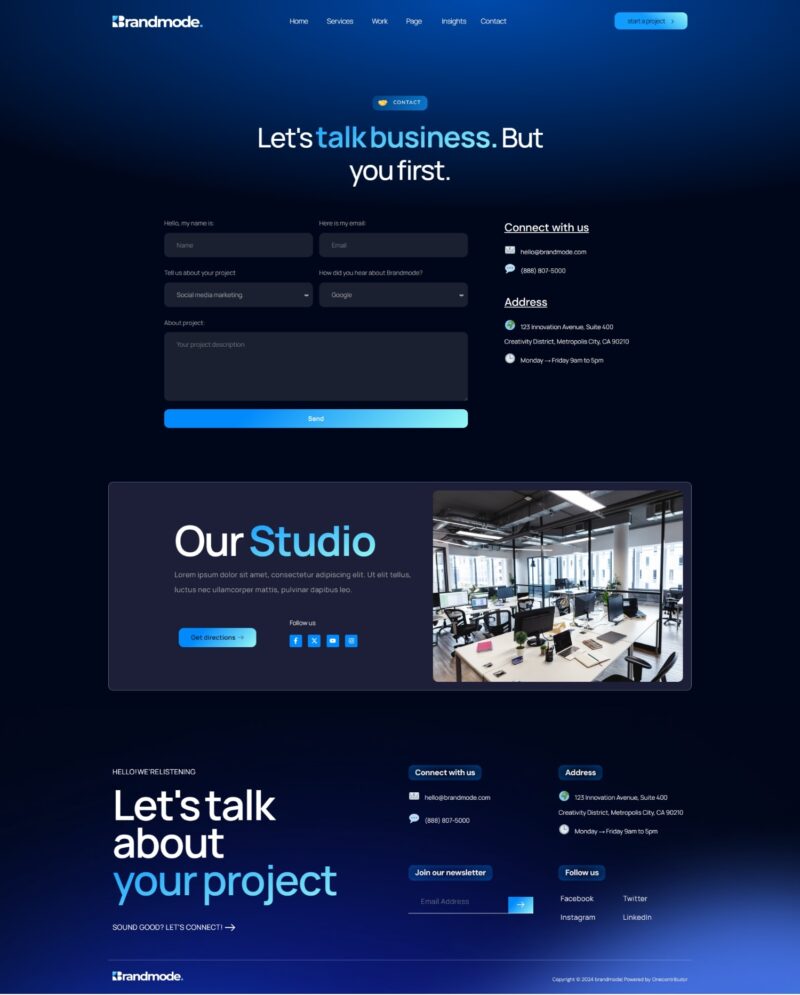 Brandmode.
Home Services Work Page Insights Contact
start a project
CONTACT
Let's talk business. But
you first.
Hello, my name is:
Here is my email:
Name
Email
Tell us about your project
How did you hear about Brandmode?
Social media marketing
Google
About project:
Your project description
Send
Connect with us
hello@brandmode.com
(888) 807-5000
Address
123 Innovation Avenue, Suite 400
Creativity District, Metropolis City, CA 90210
Monday → Friday 9am to 5pm
Our Studio
Lorem ipsum dolor sit amet, consectetur adipiscing elit. Ut elit tellus,
luctus nec ullamcorper mattis, pulvinar dapibus leo.
Get directions →
Follow us
HELLO! WE'RE LISTENING
Let's talk
about
your project
SOUND GOOD? LET'S CONNECT! →
Connect with us
hello@brandmode.com
(888) 807-5000
Address
123 Innovation Avenue, Suite 400
Creativity District, Metropolis City, CA 90210
Monday → Friday 9am to 5pm
Join our newsletter
Email Address
Follow us
Facebook
Twitter
Instagram
LinkedIn
Brandmode.
Copyright © 2024 brandmode| Powered by Onecontributor